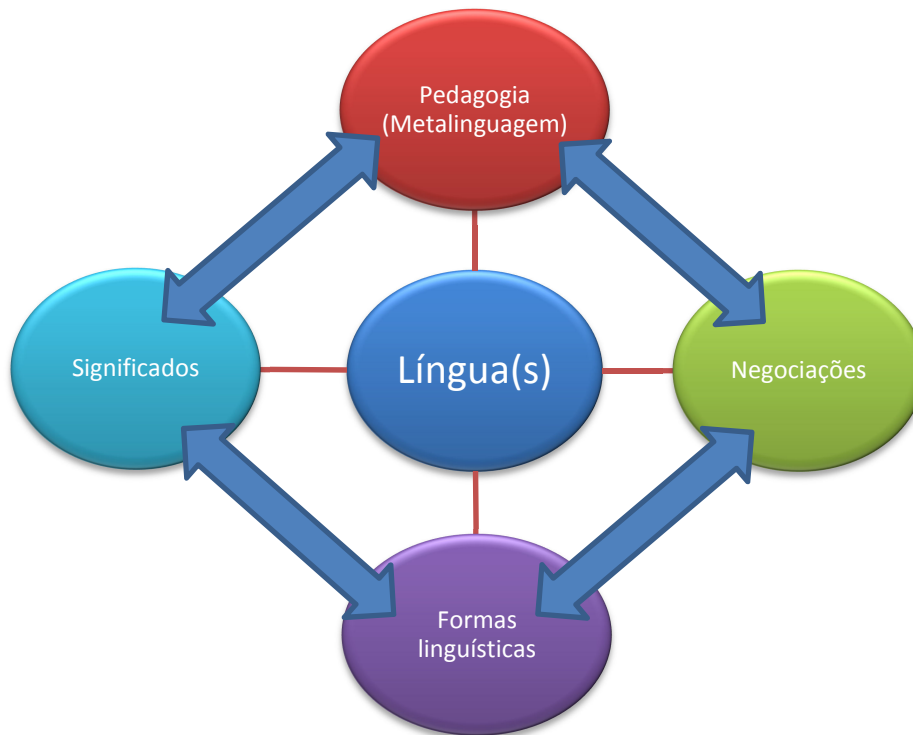 Pedagogia
(Metalinguagem)
Significados
Língua(s)
Negociações
Formas
linguísticas